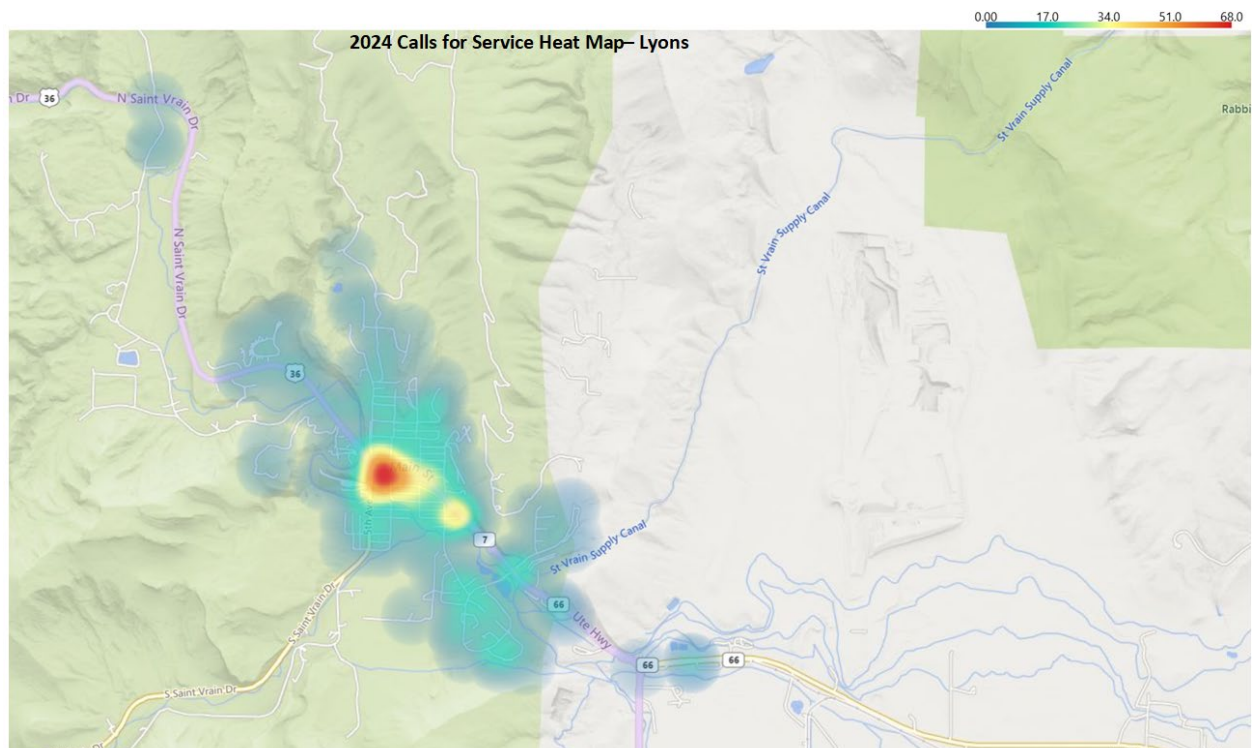 0.00 17.0 34.0 51.0 68.0
2024 Calls for Service Heat Map– Lyons
36
N Saint Vrain Dr
St Vrain Supply Canal
N Saint Vrain Dr
St Vrain Supply Canal
36
Main St
7
St Vrain Supply Canal
66
Ute Hwy
S Saint Vrain Dr
66
66
S Saint Vrain Dr